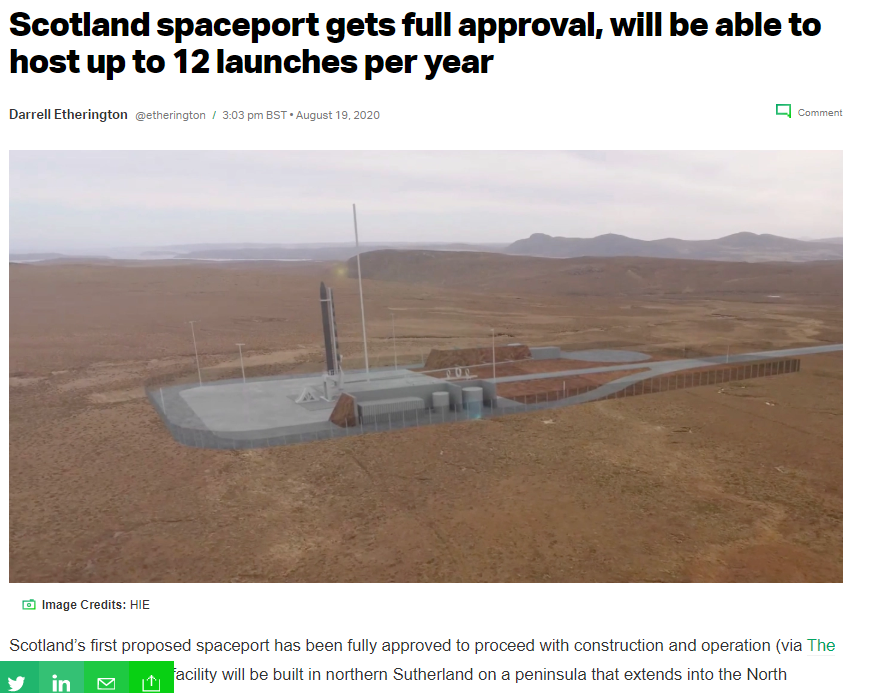 Scotland spaceport gets full approval, will be able to
host up to 12 launches per year
Darrell Etherington @etherington / 3:03 pm BST • August 19, 2020
Comment
Image Credits: HIE
Scotland's first proposed spaceport has been fully approved to proceed with construction and operation (via The
facility will be built in northern Sutherland on a peninsula that extends into the North
in